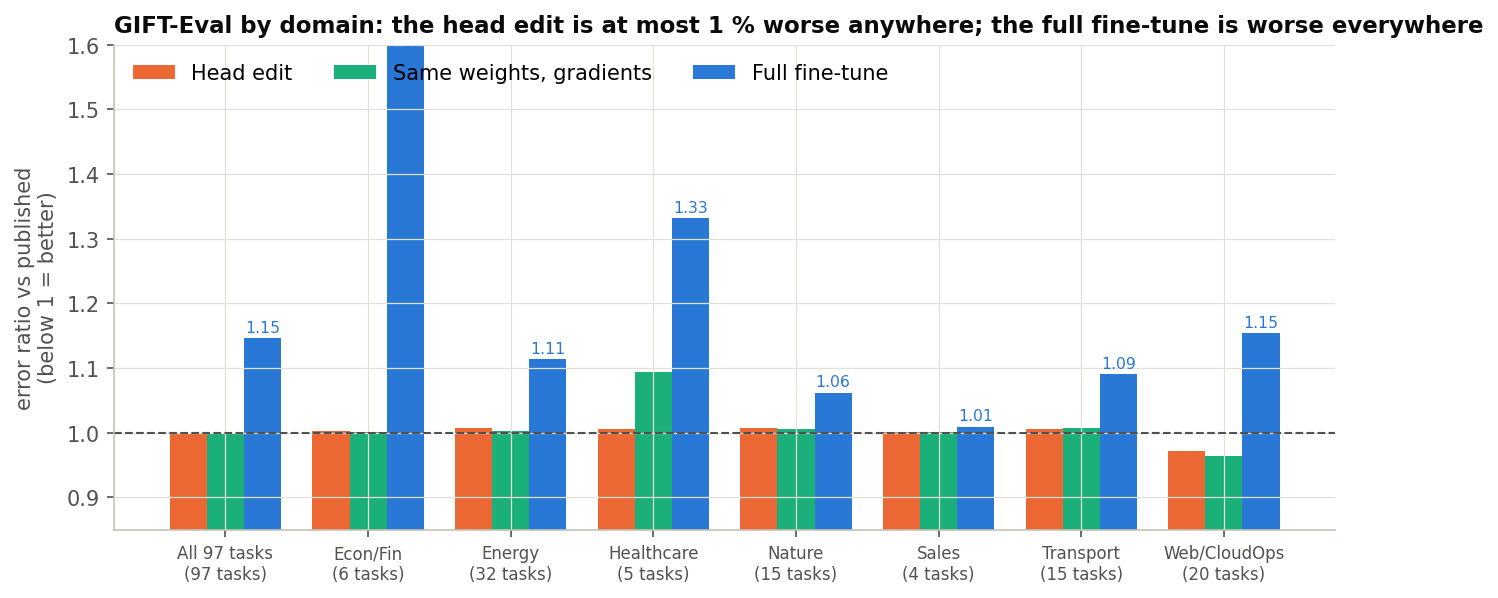 GIFT-Eval by domain: the head edit is at most 1 % worse anywhere; the full fine-tune is worse everywhere
Head edit
Same weights, gradients
Full fine-tune
error ratio vs published
(below 1 = better)
1.6
1.5
1.4
1.3
1.2
1.1
1.0
0.9
1.15
1.11
1.33
1.06
1.01
1.09
1.15
All 97 tasks
(97 tasks)
Econ/Fin
(6 tasks)
Energy
(32 tasks)
Healthcare
(5 tasks)
Nature
(15 tasks)
Sales
(4 tasks)
Transport
(15 tasks)
Web/CloudOps
(20 tasks)